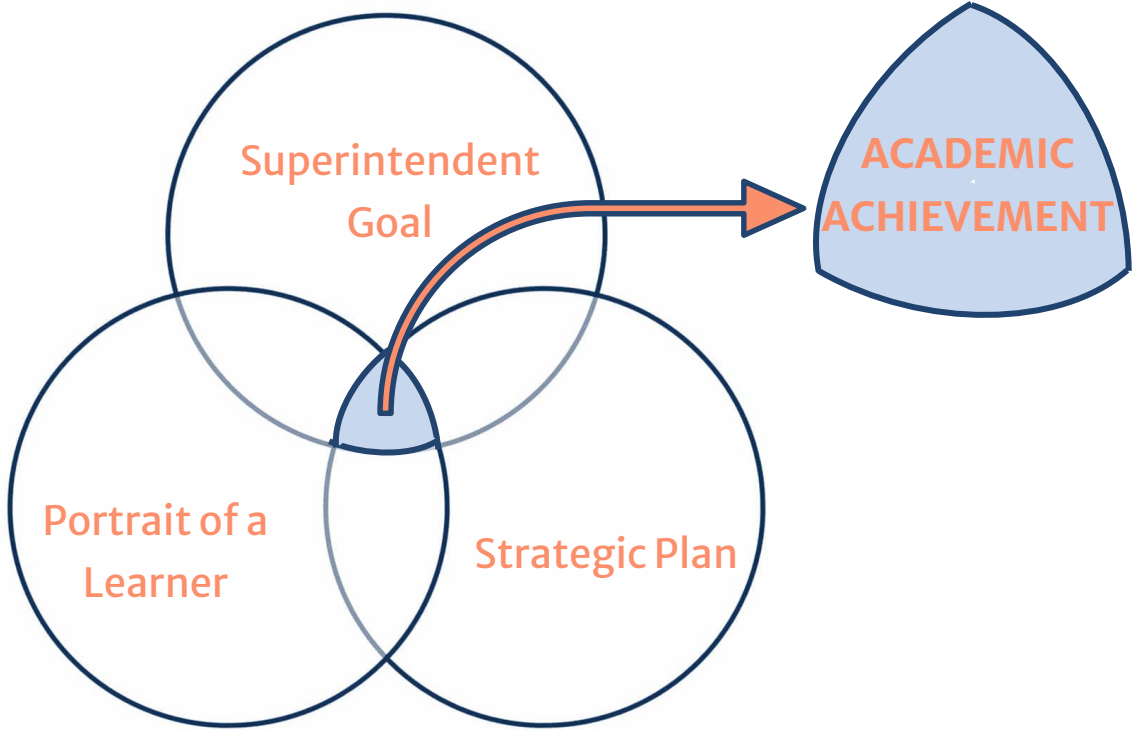 Superintendent
Goal
ACADEMIC
ACHIEVEMENT
Portrait of a
Learner
Strategic Plan